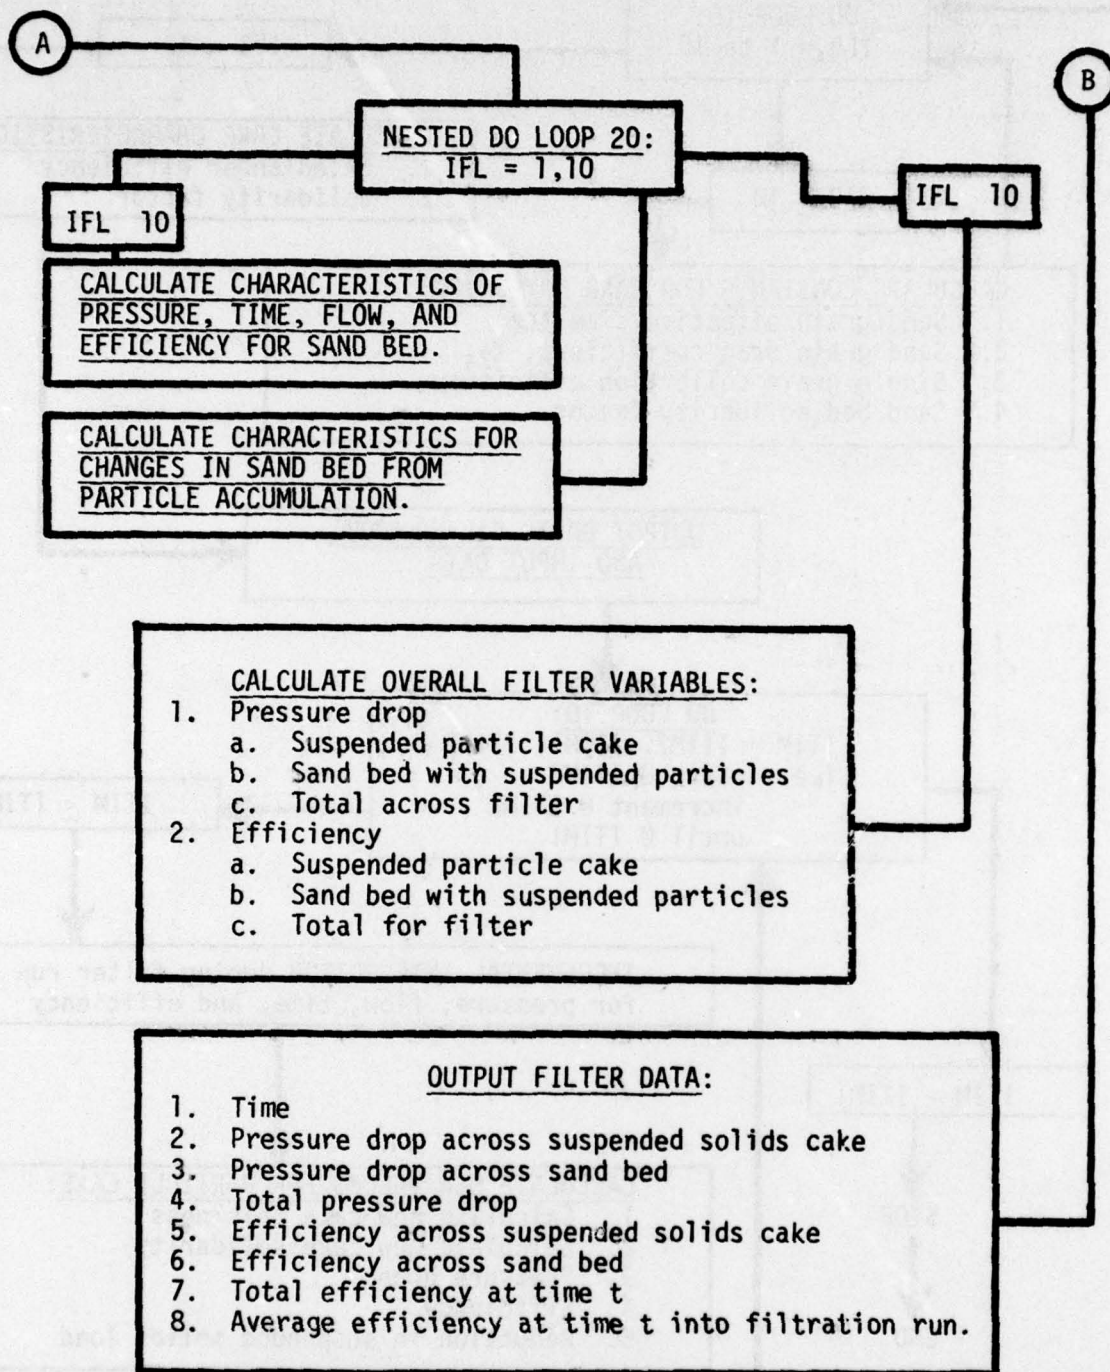 A
B
NESTED DO LOOP 20:
IFL = 1,10
IFL 10
IFL 10
CALCULATE CHARACTERISTICS OF
PRESSURE, TIME, FLOW, AND
EFFICIENCY FOR SAND BED.
CALCULATE CHARACTERISTICS FOR
CHANGES IN SAND BED FROM
PARTICLE ACCUMULATION.
CALCULATE OVERALL FILTER VARIABLES:
1. Pressure drop
a. Suspended particle cake
b. Sand bed with suspended particles
c. Total across filter
2. Efficiency
a. Suspended particle cake
b. Sand bed with suspended particles
c. Total for filter
OUTPUT FILTER DATA:
1. Time
2. Pressure drop across suspended solids cake
3. Pressure drop across sand bed
4. Total pressure drop
5. Efficiency across suspended solids cake
6. Efficiency across sand bed
7. Total efficiency at time t
8. Average efficiency at time t into filtration run.